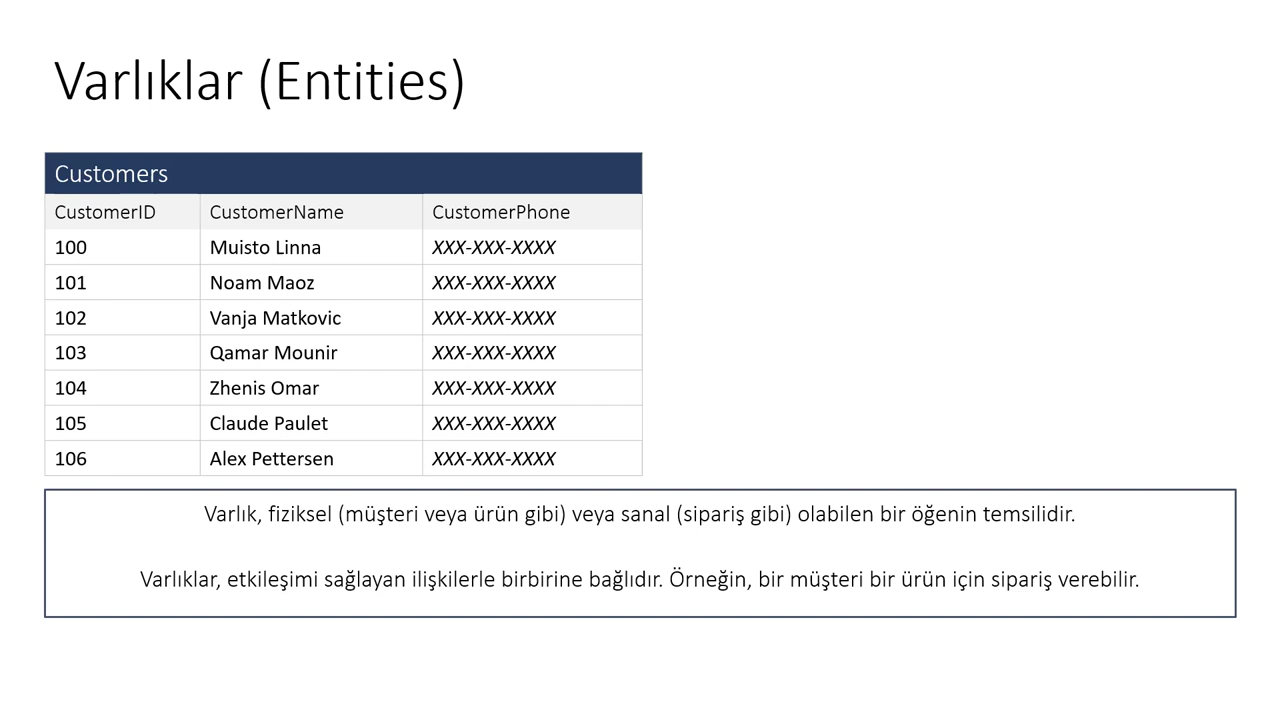 Varlıklar (Entities)
Customers
CustomerID CustomerName CustomerPhone
100 Muisto Linna XXX-XXX-XXXX
101 Noam Maoz XXX-XXX-XXXX
102 Vanja Matkovic XXX-XXX-XXXX
103 Qamar Mounir XXX-XXX-XXXX
104 Zhenis Omar XXX-XXX-XXXX
105 Claude Paulet XXX-XXX-XXXX
106 Alex Pettersen XXX-XXX-XXXX
Varlık, fiziksel (müşteri veya ürün gibi) veya sanal (sipariş gibi) olabilen bir öğenin temsilidir.
Varlıklar, etkileşimi sağlayan ilişkilerle birbirine bağlıdır. Örneğin, bir müşteri bir ürün için sipariş verebilir.